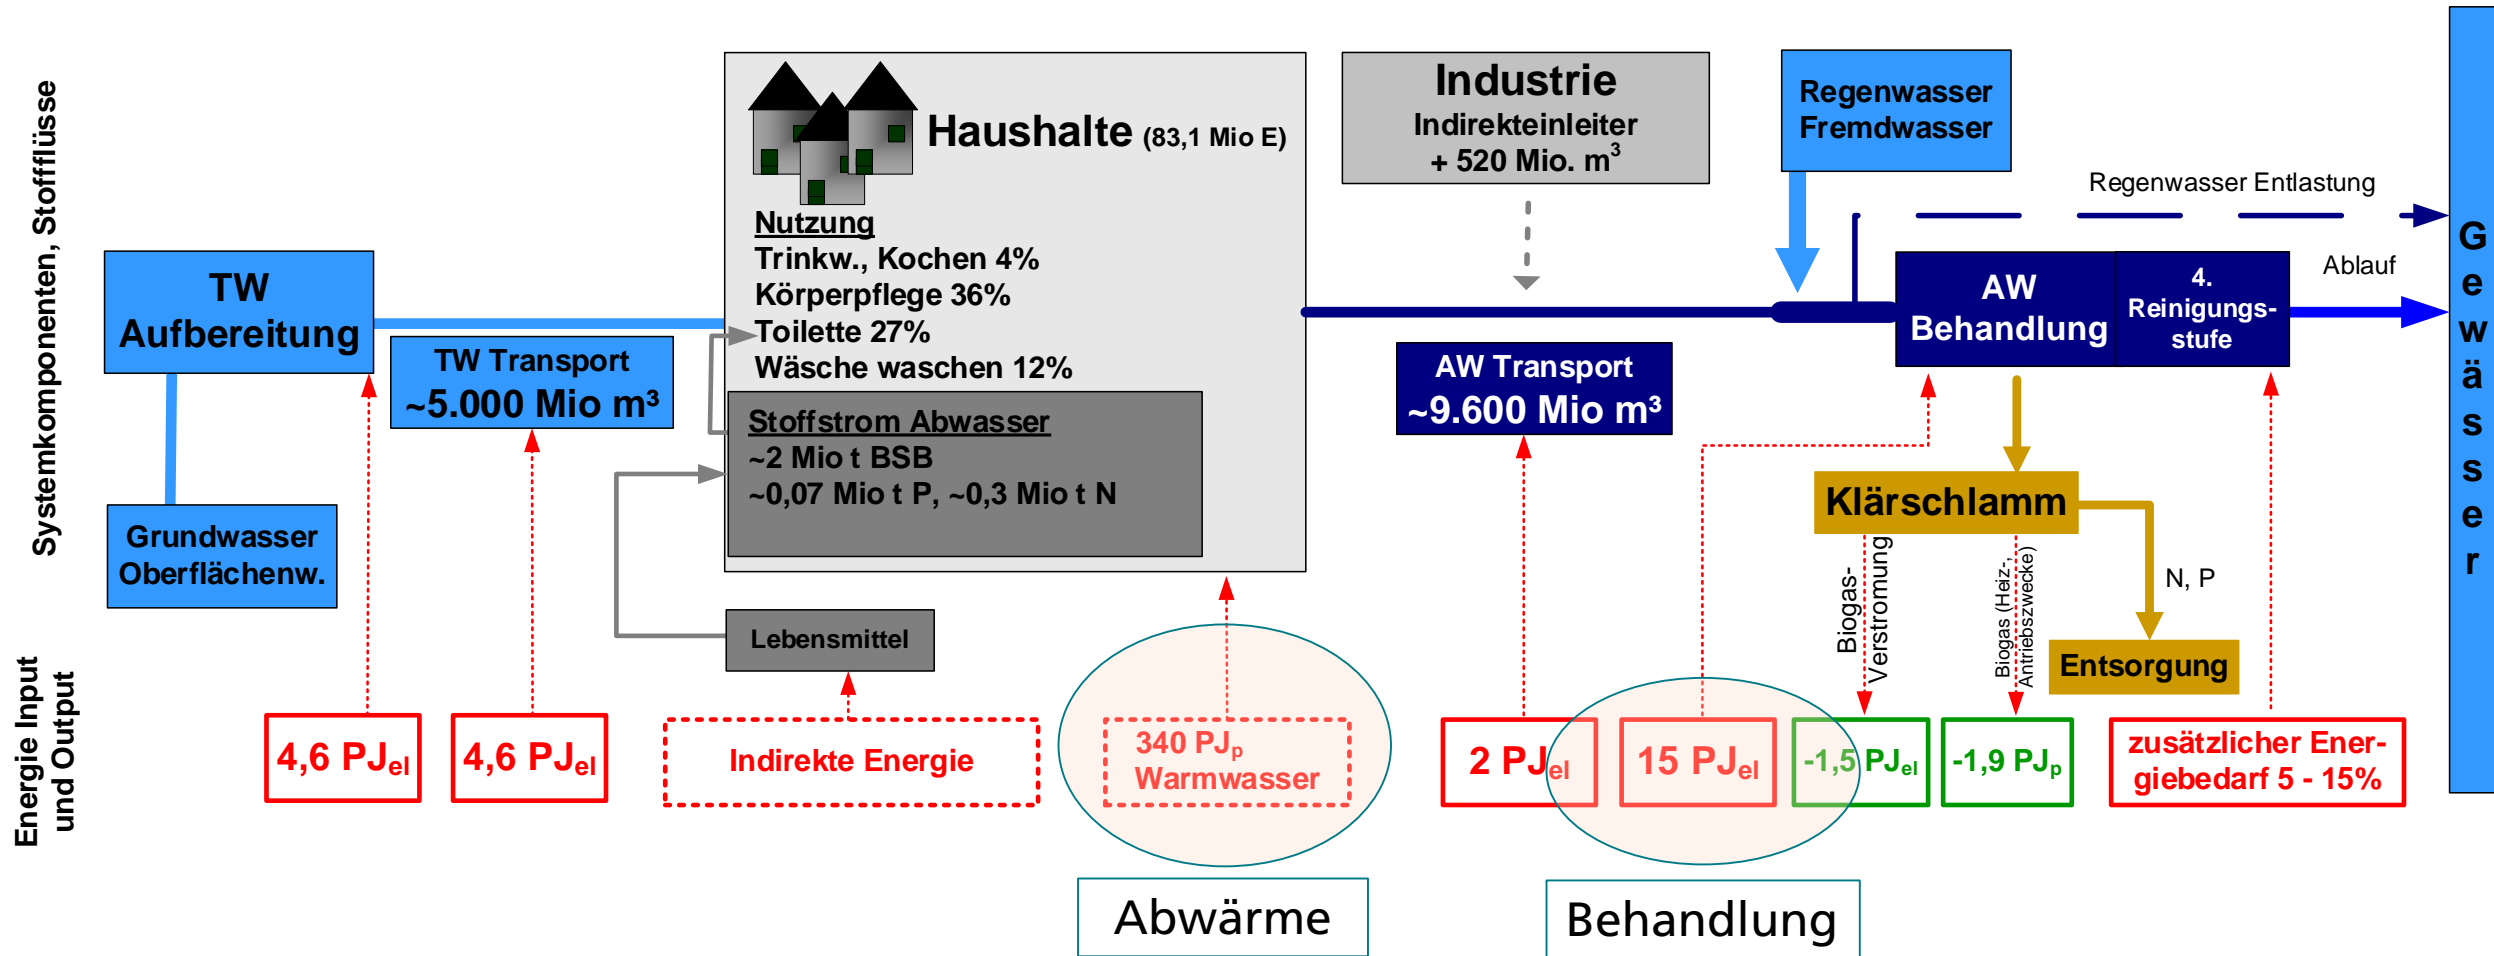 Systemkomponenten, Stoffflüsse
Energie Input
und Output
TW
Aufbereitung
Grundwasser
Oberflächenw.
TW Transport
~5.000 Mio m³
Haushalte (83,1 Mio E)
Nutzung
Trinkw., Kochen 4%
Körperpflege 36%
Toilette 27%
Wäsche waschen 12%
Stoffstrom Abwasser
~2 Mio t BSB
~0,07 Mio t P, ~0,3 Mio t N
Lebensmittel
Industrie
Indirekteinleiter
+ 520 Mio. m³
Regenwasser
Fremdwasser
Regenwasser Entlastung
AW Transport
~9.600 Mio m³
AW
Behandlung
4.
Reinigungs-
stufe
Ablauf
Gewässer
Klärschlamm
Biogas-
Verstromung
Biogas (Heiz-,
Antriebszwecke)
N, P
Entsorgung
4,6 PJel
4,6 PJel
Indirekte Energie
340 PJp
Warmwasser
2 PJel
15 PJel
-1,5 PJel
-1,9 PJp
zusätzlicher Ener-
giebedarf 5 - 15%
Abwärme
Behandlung